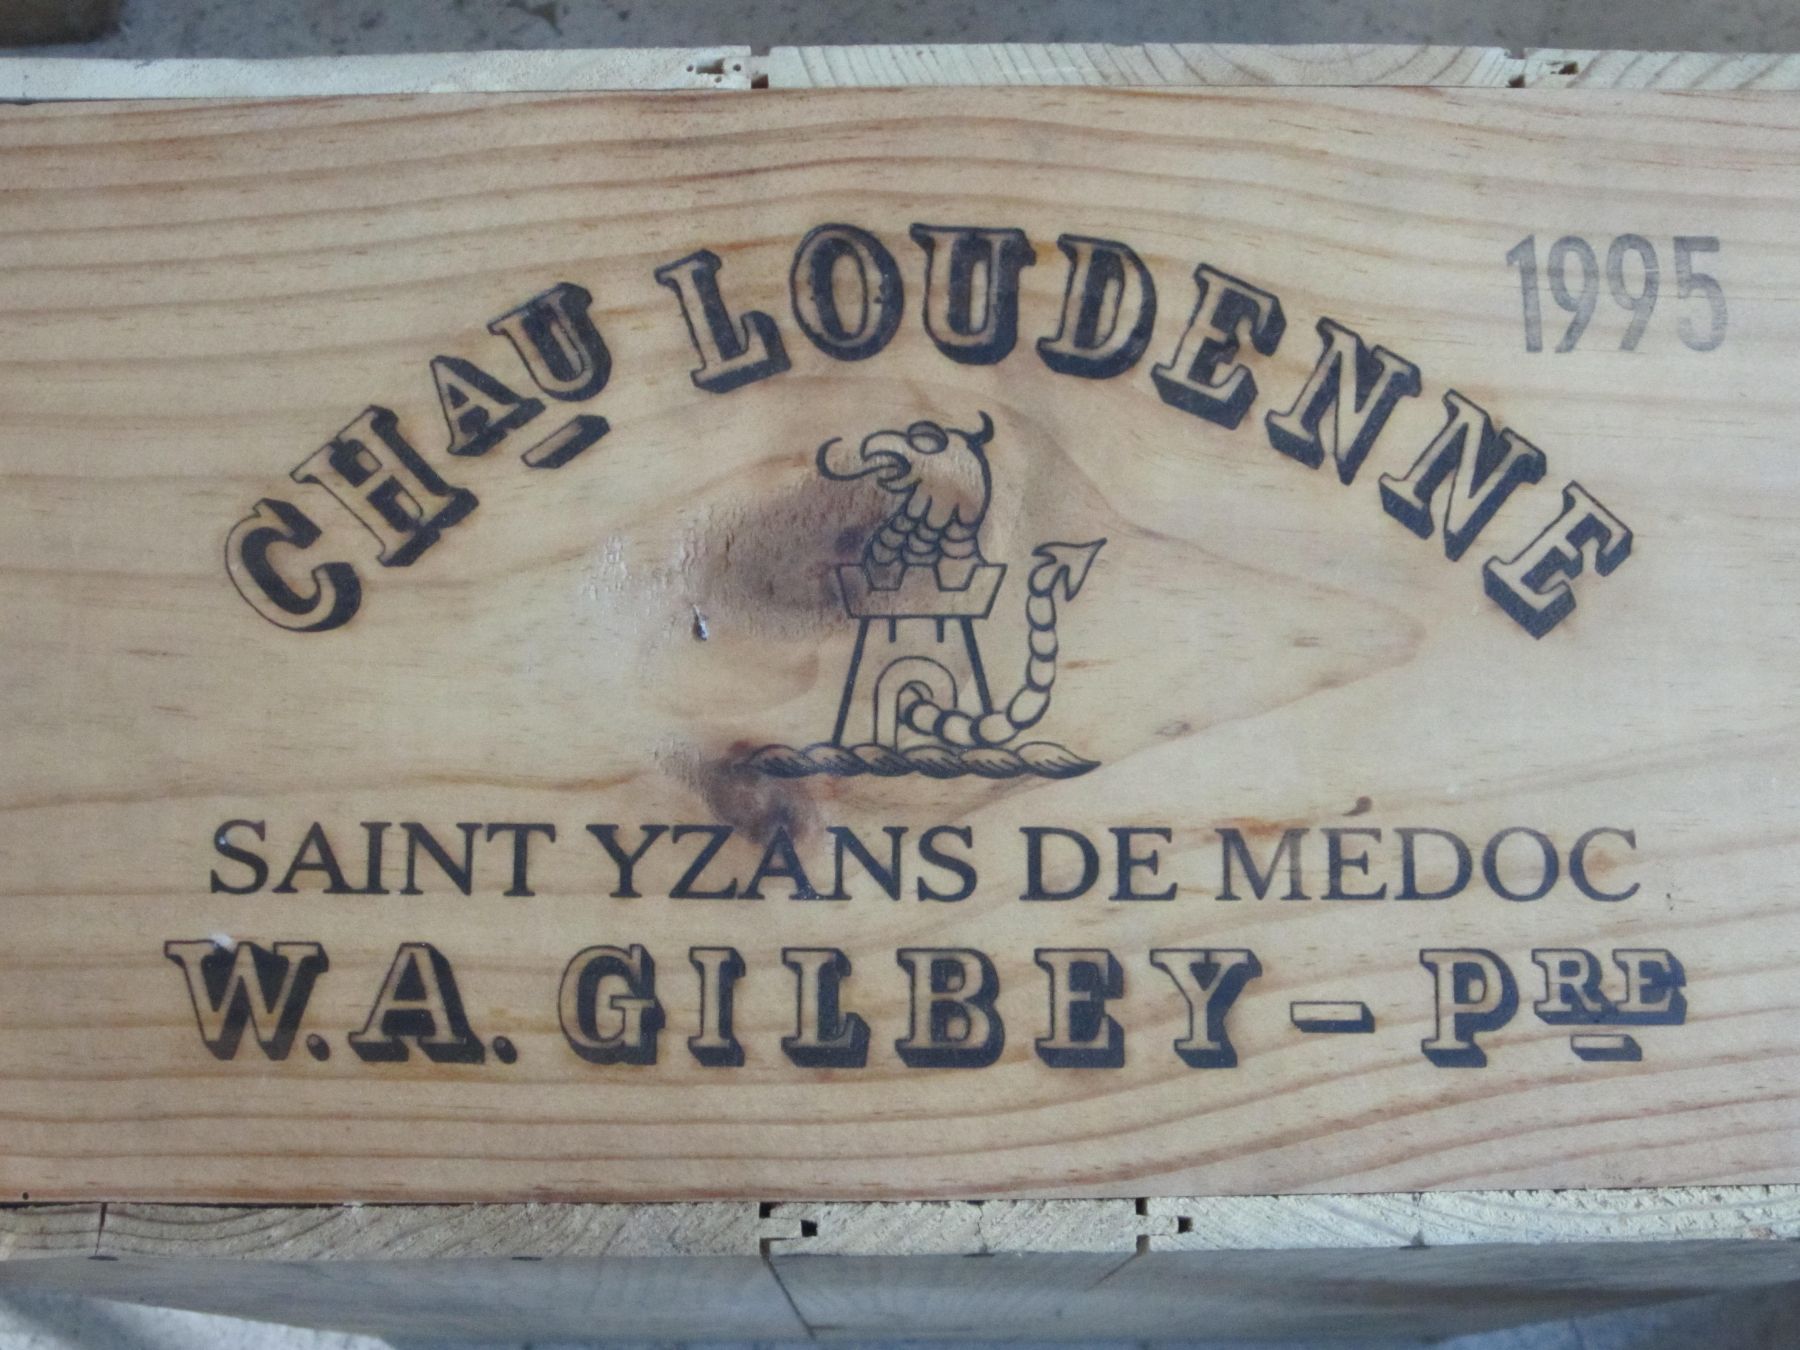 CHAU LOUDENNE
1995
SAINT YZANS DE MÉDOC
W.A. GILBEY – PRE